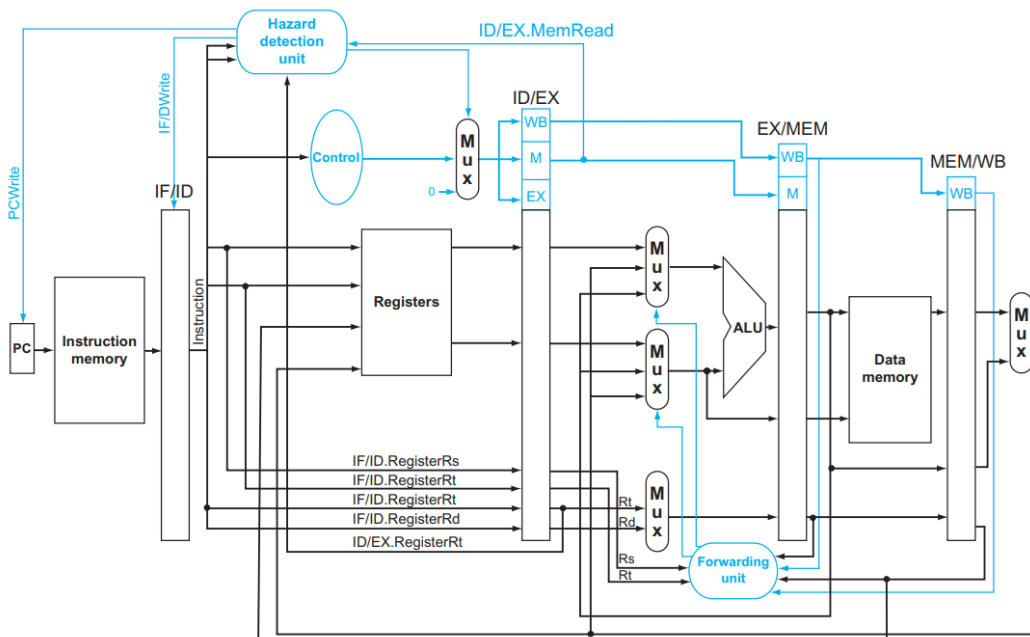 Hazard
detection
unit
ID/EX.MemRead
PCWrite
IF/DWrite
IF/ID
Control
0
M
u
x
ID/EX
WB
M
EX
EX/MEM
WB
M
MEM/WB
WB
PC
Instruction
memory
Instruction
Registers
M
u
x
M
u
x
ALU
Data
memory
M
u
x
IF/ID.RegisterRs
IF/ID.RegisterRt
IF/ID.RegisterRt
IF/ID.RegisterRd
ID/EX.RegisterRt
Rt
Rd
M
u
x
Rs
Rt
Forwarding
unit